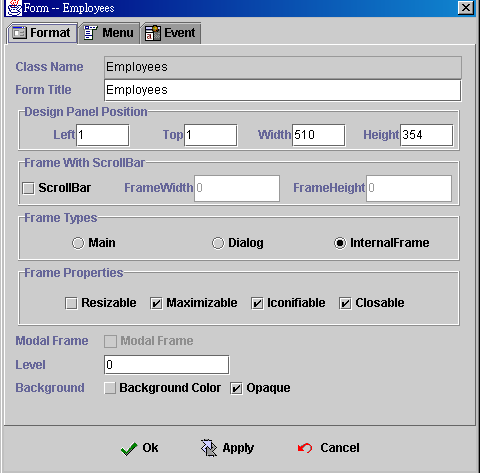 Form -- Employees
Format Menu Event
Class Name Employees
Form Title Employees
Design Panel Position
Left 1 Top 1 Width 510 Height 354
Frame With ScrollBar
ScrollBar FrameWidth 0 FrameHeight 0
Frame Types
Main Dialog InternalFrame
Frame Properties
Resizable Maximizable Iconifiable Closable
Modal Frame Modal Frame
Level 0
Background Background Color Opaque
Ok Apply Cancel